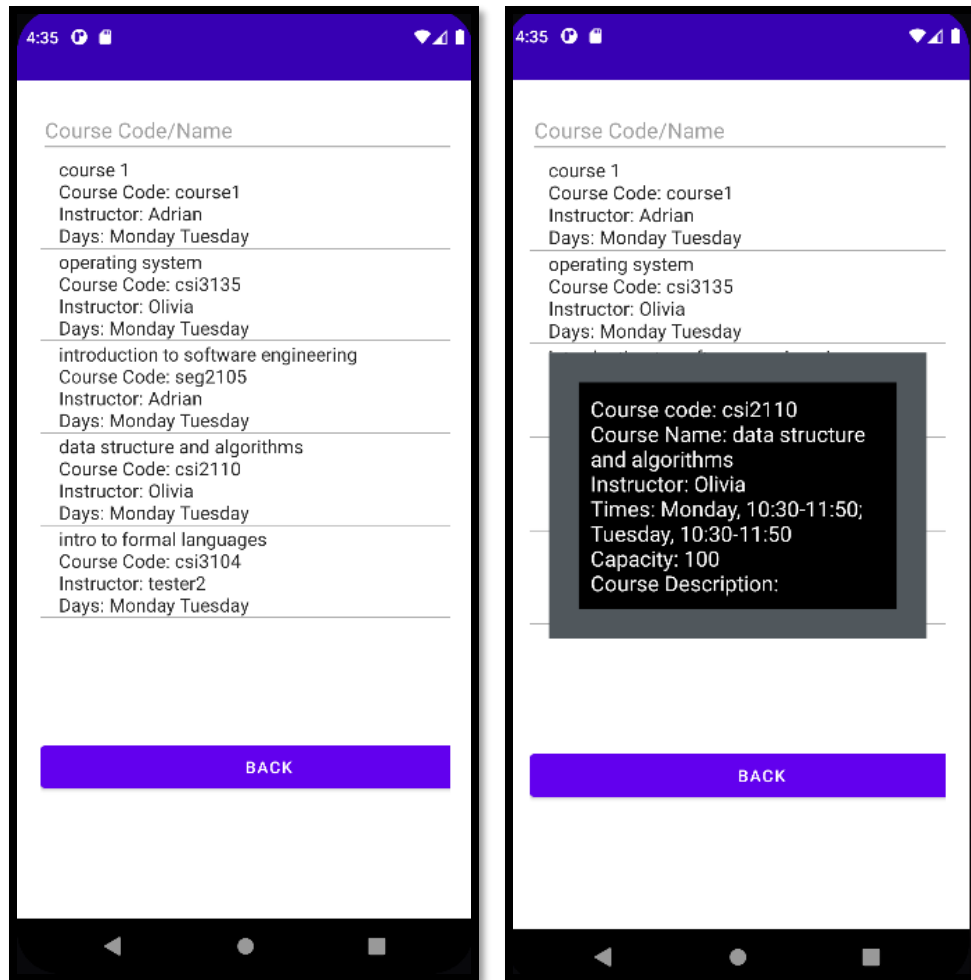 4:35
Course Code/Name
course 1
Course Code: course1
Instructor: Adrian
Days: Monday Tuesday
operating system
Course Code: csi3135
Instructor: Olivia
Days: Monday Tuesday
introduction to software engineering
Course Code: seg2105
Instructor: Adrian
Days: Monday Tuesday
data structure and algorithms
Course Code: csi2110
Instructor: Olivia
Days: Monday Tuesday
intro to formal languages
Course Code: csi3104
Instructor: tester2
Days: Monday Tuesday
BACK
4:35
Course Code/Name
course 1
Course Code: course1
Instructor: Adrian
Days: Monday Tuesday
operating system
Course Code: csi3135
Instructor: Olivia
Days: Monday Tuesday
Course code: csi2110
Course Name: data structure
and algorithms
Instructor: Olivia
Times: Monday, 10:30-11:50;
Tuesday, 10:30-11:50
Capacity: 100
Course Description:
BACK